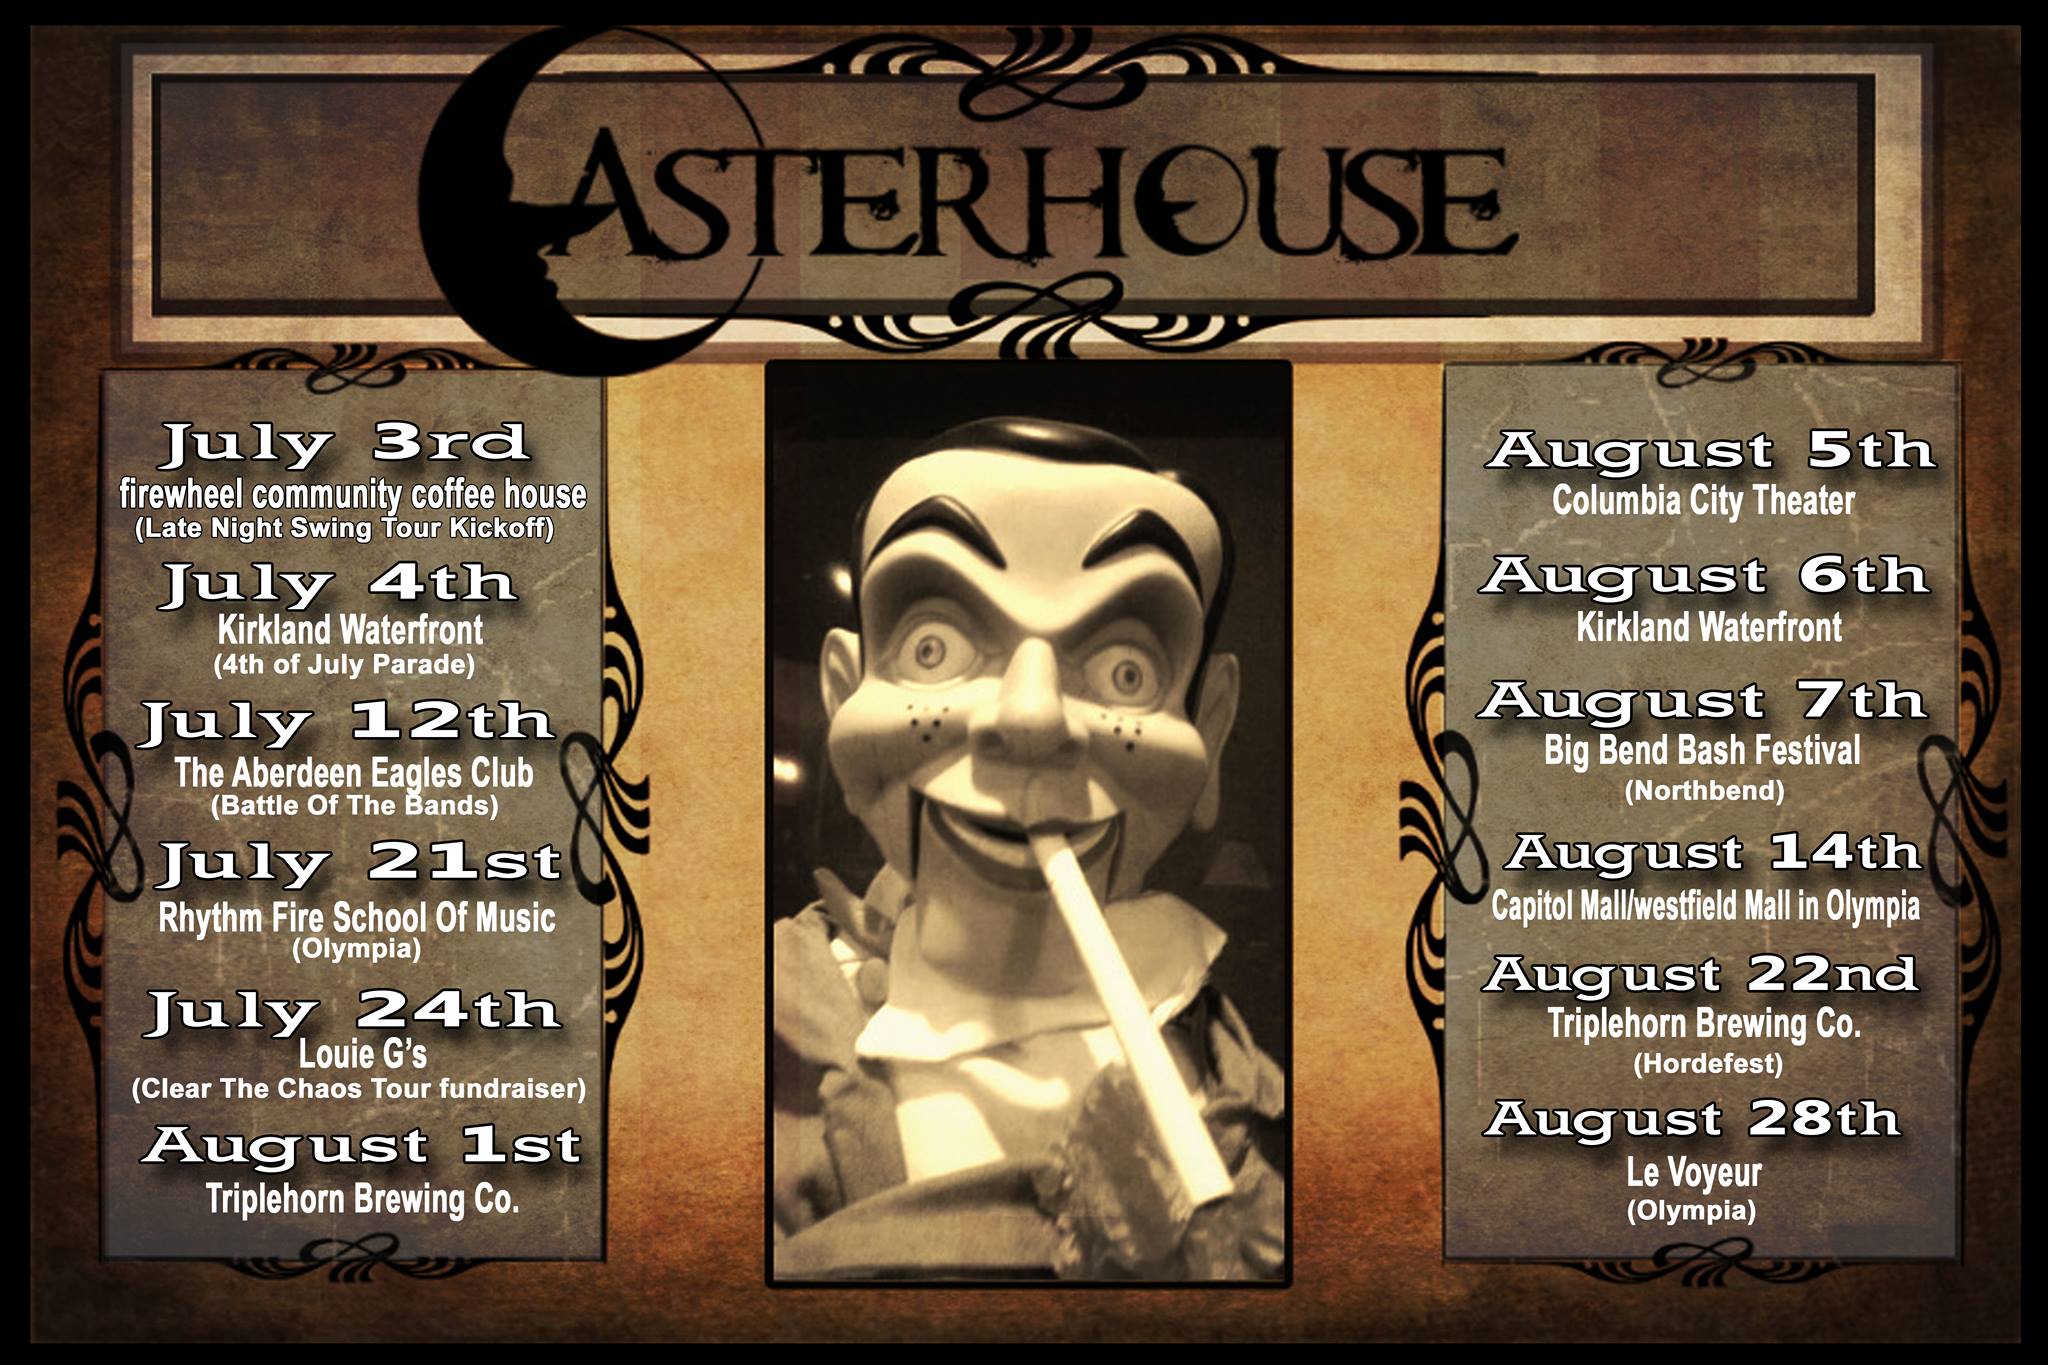 EASTERHOUSE
July 3rd
firewheel community coffee house
(Late Night Swing Tour Kickoff)
July 4th
Kirkland Waterfront
(4th of July Parade)
July 12th
The Aberdeen Eagles Club
(Battle Of The Bands)
July 21st
Rhythm Fire School Of Music
(Olympia)
July 24th
Louie G's
(Clear The Chaos Tour fundraiser)
August 1st
Triplehorn Brewing Co.
August 5th
Columbia City Theater
August 6th
Kirkland Waterfront
August 7th
Big Bend Bash Festival
(Northbend)
August 14th
Capitol Mall/westfield Mall in Olympia
August 22nd
Triplehorn Brewing Co.
(Hordefest)
August 28th
Le Voyeur
(Olympia)